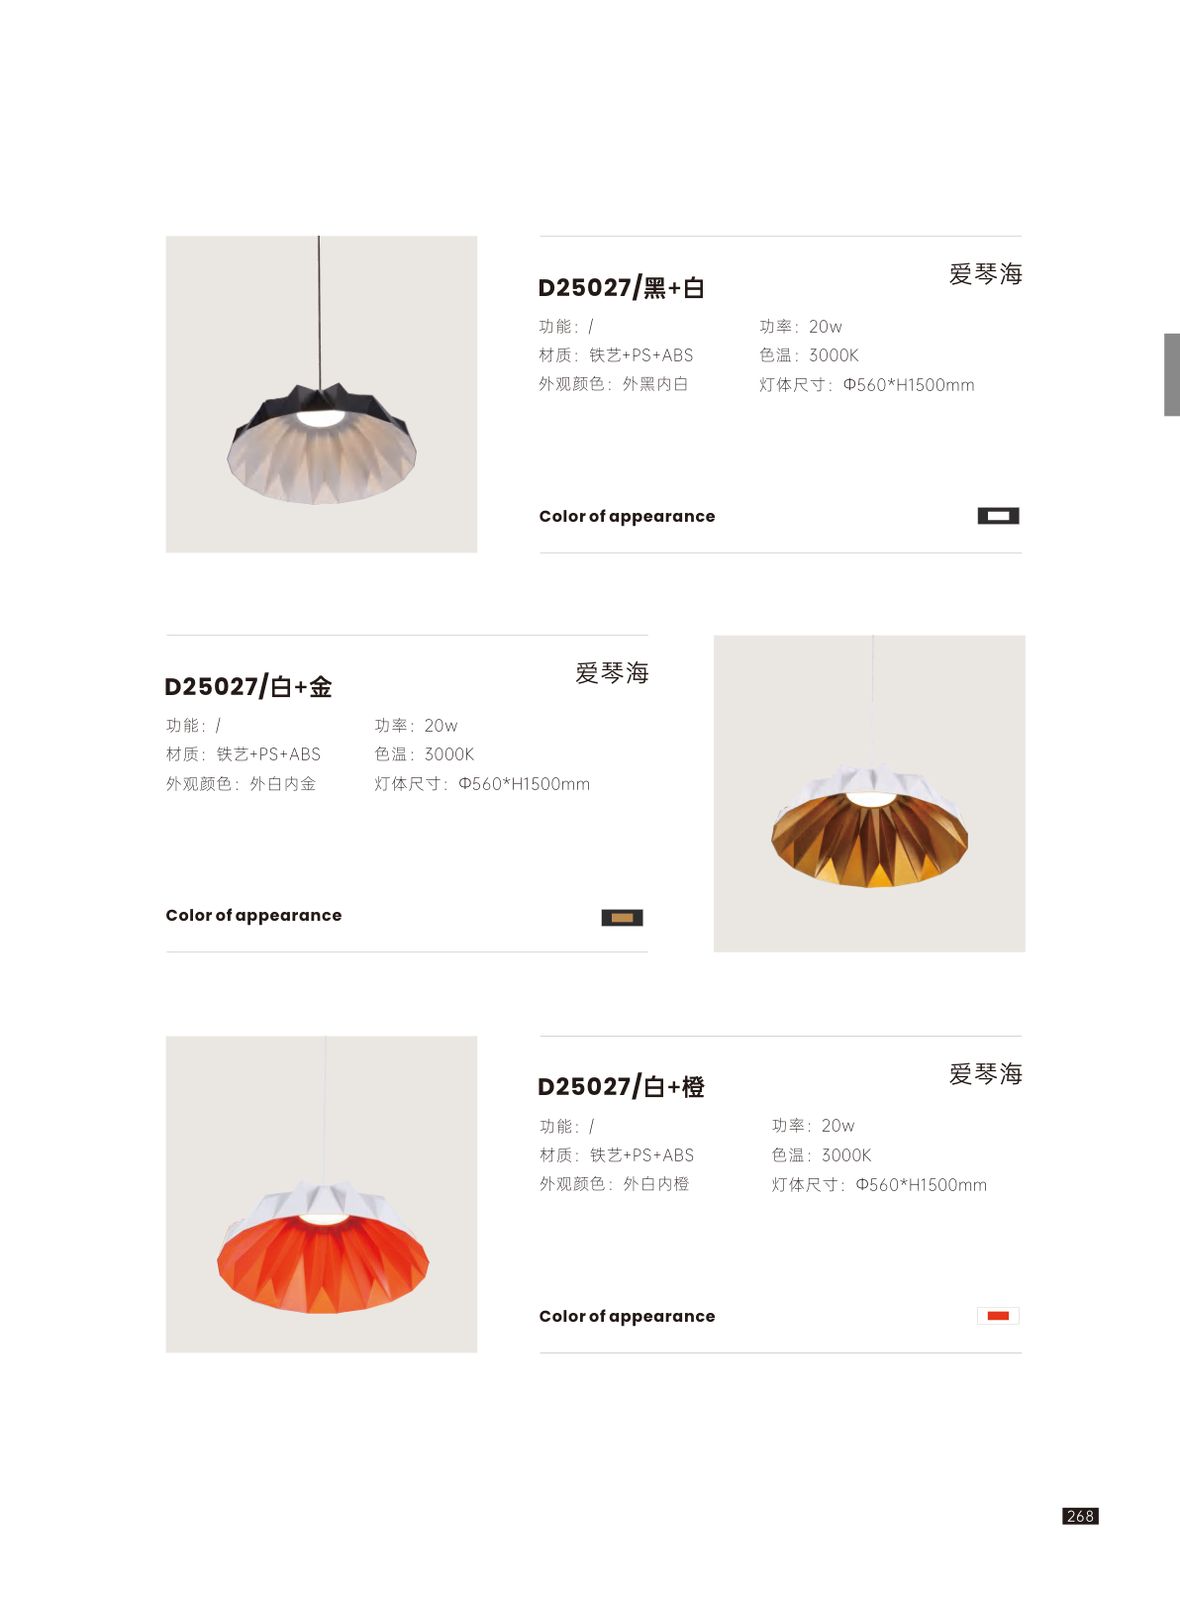 爱琴海
D25027/黑+白
功能：/
功率：20w
材质：铁艺+PS+ABS
色温：3000K
外观颜色：外黑内白
灯体尺寸：Φ560*H1500mm
Color of appearance
爱琴海
D25027/白+金
功能：/
功率：20w
材质：铁艺+PS+ABS
色温：3000K
外观颜色：外白内金
灯体尺寸：Φ560*H1500mm
Color of appearance
爱琴海
D25027/白+橙
功能：/
功率：20w
材质：铁艺+PS+ABS
色温：3000K
外观颜色：外白内橙
灯体尺寸：Φ560*H1500mm
Color of appearance
268